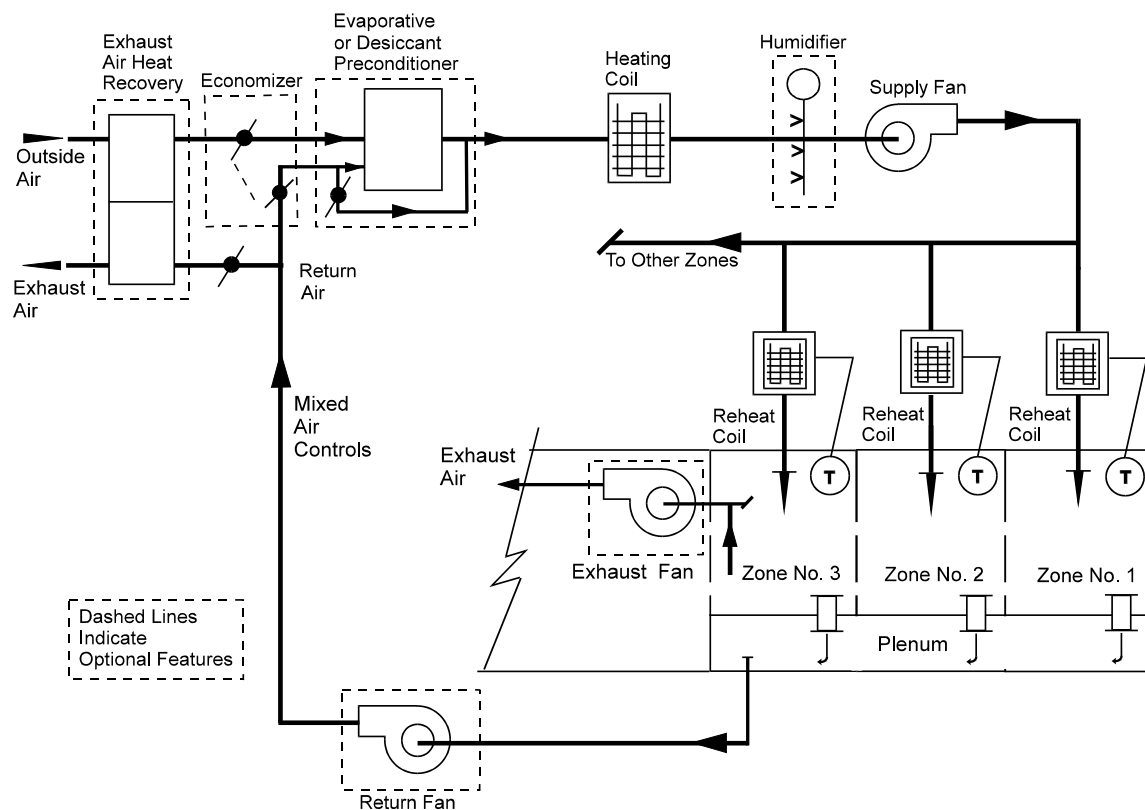 Exhaust
Air Heat
Recovery
Economizer
Evaporative
or Desiccant
Preconditioner
Heating
Coil
Humidifier
Supply Fan
Outside
Air
Exhaust
Air
Return
Air
To Other Zones
Mixed
Air
Controls
Reheat
Coil
Reheat
Coil
Reheat
Coil
T
T
T
Exhaust
Air
Exhaust Fan
Zone No. 3
Zone No. 2
Zone No. 1
Plenum
Dashed Lines
Indicate
Optional Features
Return Fan